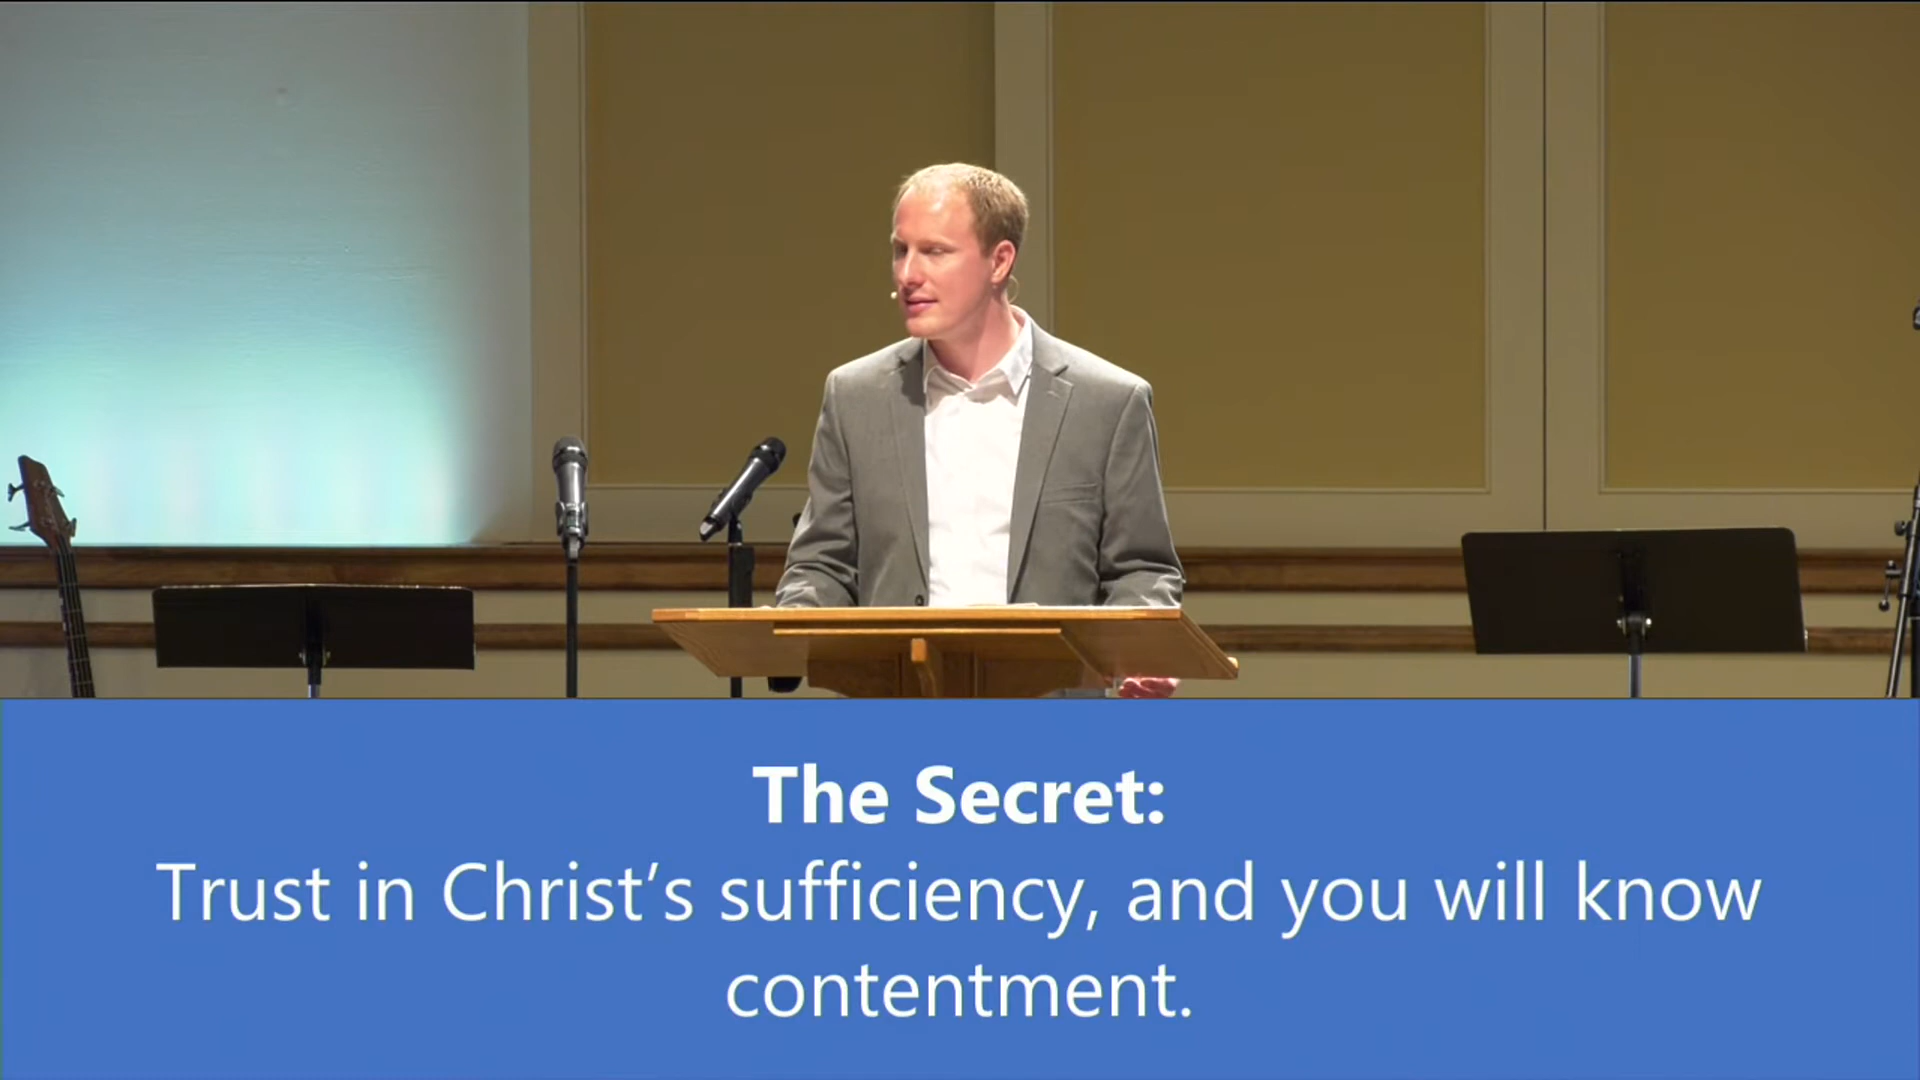 The Secret:
Trust in Christ’s sufficiency, and you will know
contentment.